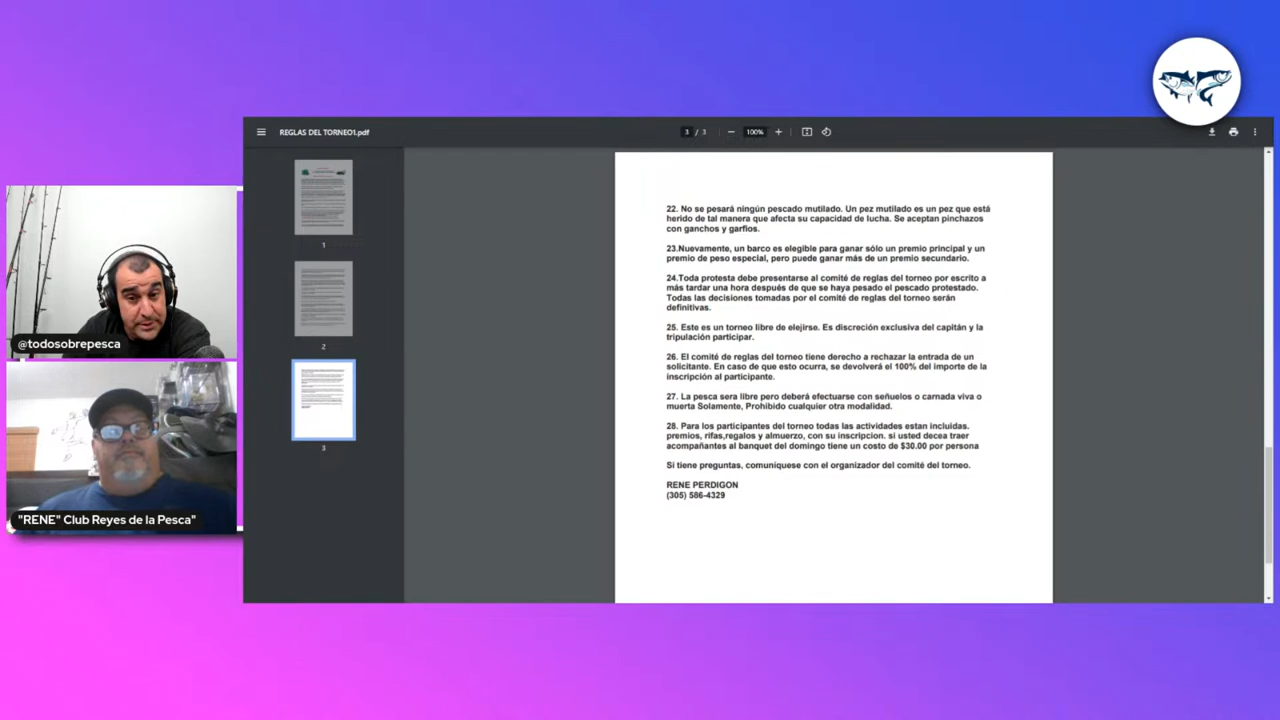 REGLAS DEL TORNEO1.pdf
3 / 3
100%
1
2
3
22. No se pesará ningún pescado mutilado. Un pez mutilado es un pez que está
herido de tal manera que afecta su capacidad de lucha. Se aceptan pinchazos
con ganchos y garfios.
23.Nuevamente, un barco es elegible para ganar sólo un premio principal y un
premio de peso especial, pero puede ganar más de un premio secundario.
24.Toda protesta debe presentarse al comité de reglas del torneo por escrito a
más tardar una hora después de que se haya pesado el pescado protestado.
Todas las decisiones tomadas por el comité de reglas del torneo serán
definitivas.
25. Este es un torneo libre de elejirse. Es discreción exclusiva del capitán y la
tripulación participar.
26. El comité de reglas del torneo tiene derecho a rechazar la entrada de un
solicitante. En caso de que esto ocurra, se devolverá el 100% del importe de la
inscripción al participante.
27. La pesca sera libre pero deberá efectuarse con señuelos o carnada viva o
muerta Solamente, Prohibido cualquier otra modalidad.
28. Para los participantes del torneo todas las actividades estan incluidas.
premios, rifas,regalos y almuerzo, con su inscripcion. si usted decea traer
acompañantes al banquet del domingo tiene un costo de $30.00 por persona
Si tiene preguntas, comuníquese con el organizador del comité del torneo.
RENE PERDIGON
(305) 586-4329
@todosobrepesca
"RENE" Club Reyes de la Pesca"